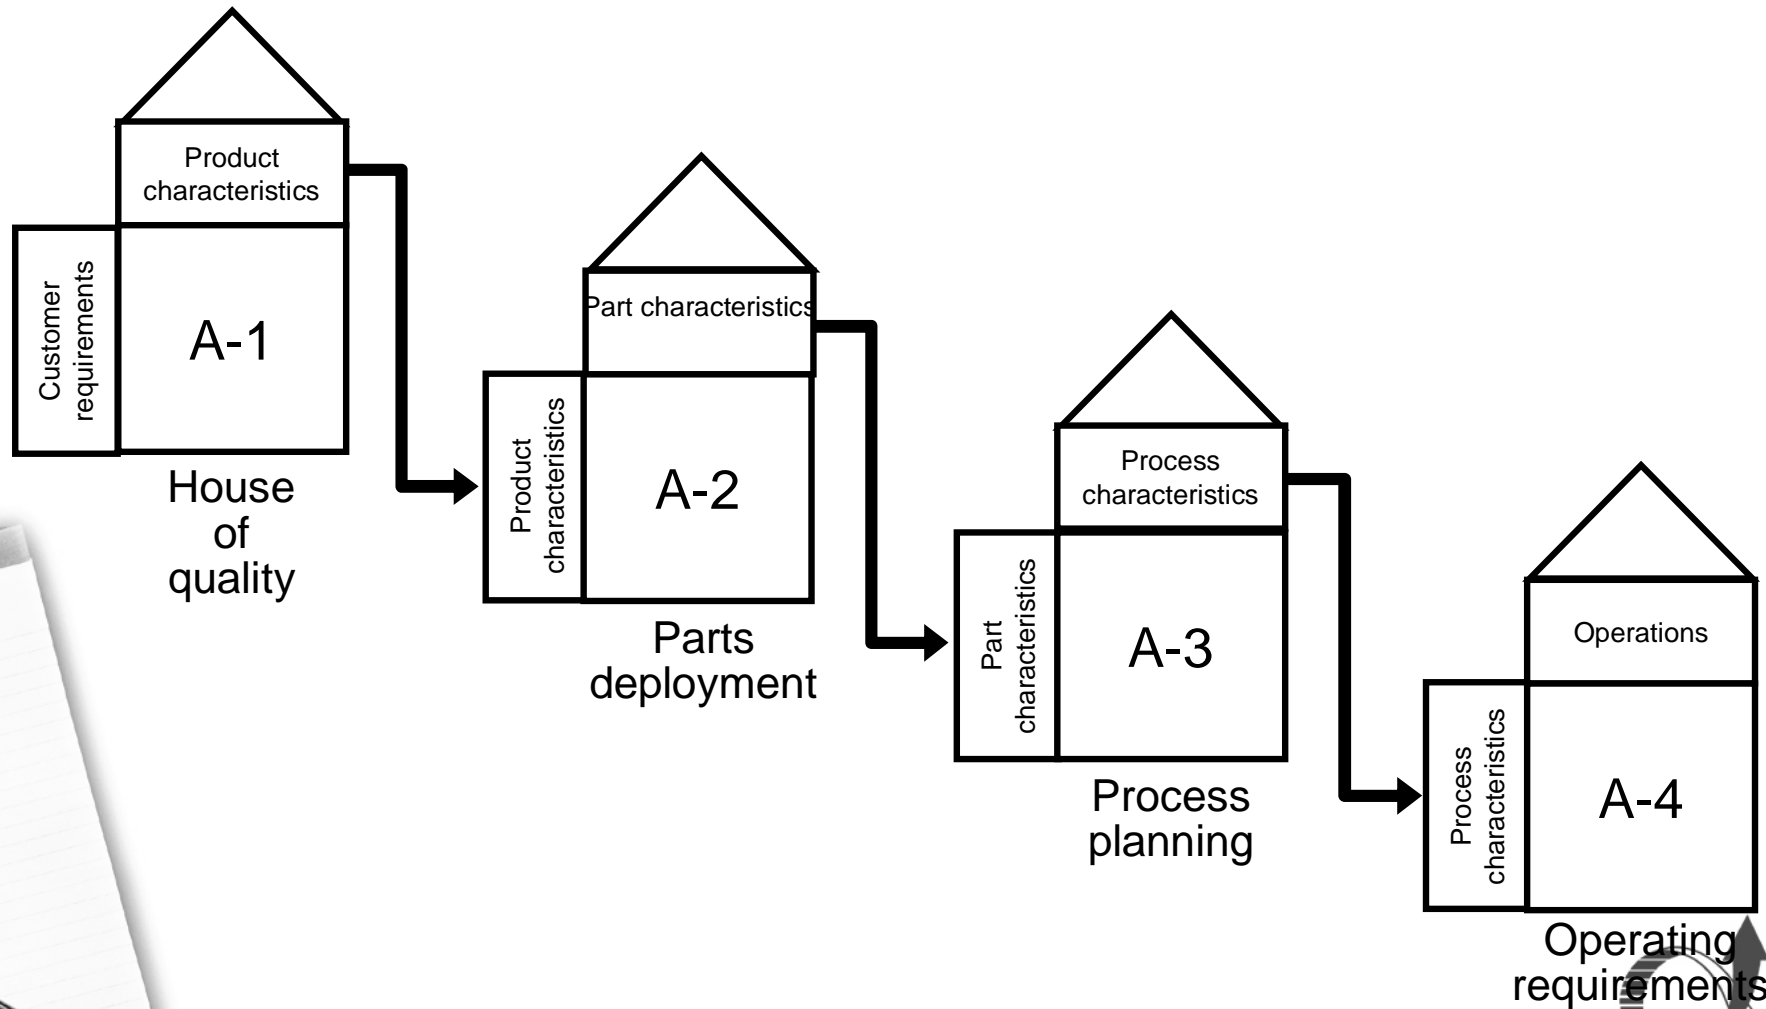 Product
characteristics
Customer
requirements
A-1
House
of
quality
Part characteristics
Product
characteristics
A-2
Parts
deployment
Process
characteristics
Part
characteristics
A-3
Process
planning
Operations
Process
characteristics
A-4
Operating
requirements